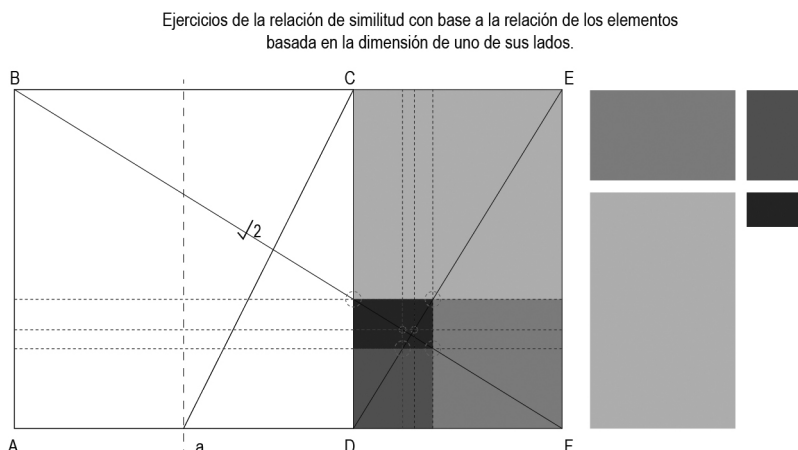 Ejercicios de la relación de similitud con base a la relación de los elementos
basada en la dimensión de uno de sus lados.
B C E
√2
A a D F